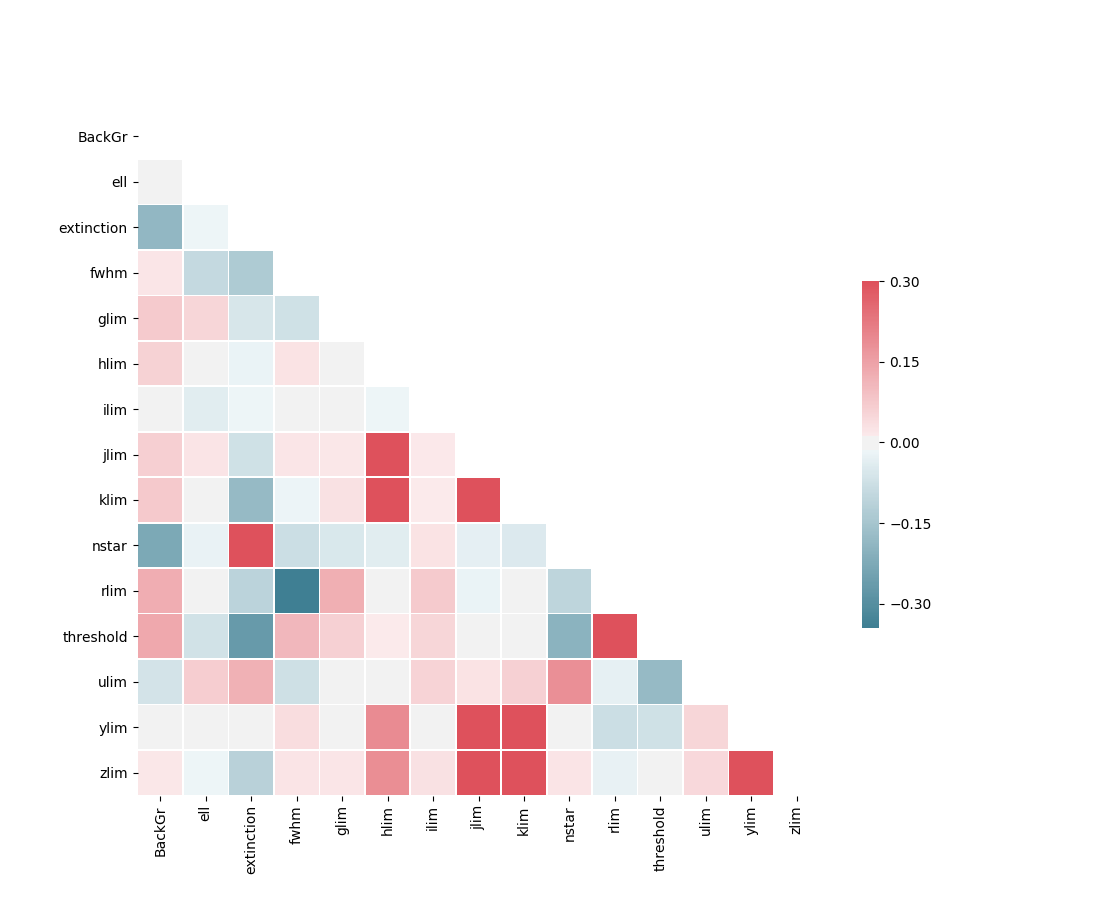 BackGr
ell
extinction
fwhm
glim
hlim
ilim
jlim
klim
nstar
rlim
threshold
ulim
ylim
zlim
BackGr
ell
extinction
fwhm
glim
hlim
ilim
jlim
klim
nstar
rlim
threshold
ulim
ylim
zlim
0.30
0.15
0.00
−0.15
−0.30